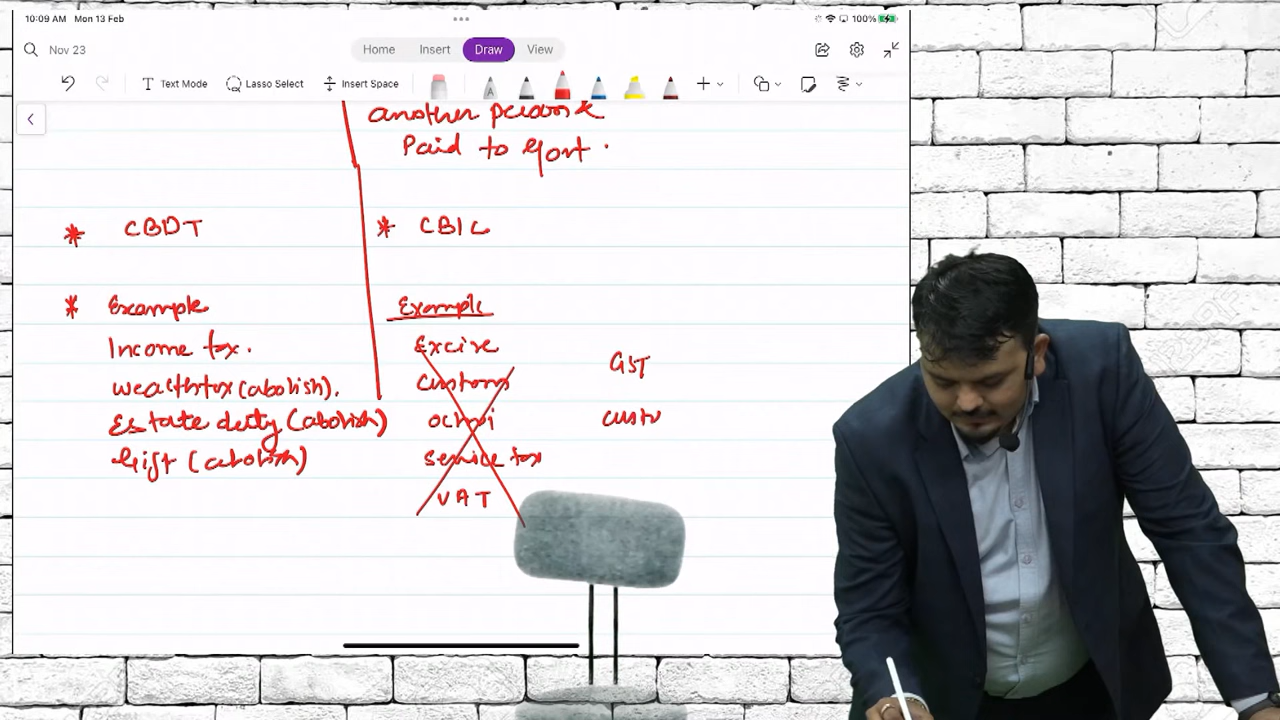 10:09 AM Mon 13 Feb
100%
Nov 23
Home Insert Draw View
Text Mode Lasso Select Insert Space
another person &
Paid to Govt.
* CBDT
* CBIC
* Example
Income tax.
wealth tax (abolish).
Estate duty (abolish)
Gift (abolish)
Example
Excise
Customs
octroi
service tax
VAT
GST
custo